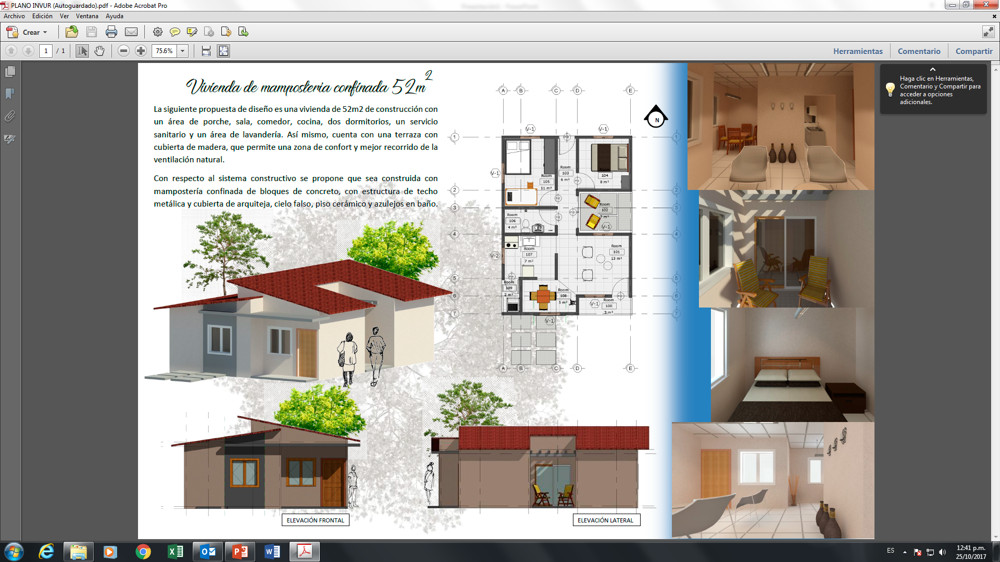 PLANO INVUR (Autoguardado).pdf - Adobe Acrobat Pro
Archivo Edición Ver Ventana Ayuda
Crear
1 / 1
75.6%
Herramientas Comentario Compartir
Haga clic en Herramientas,
Comentario y Compartir para
acceder a opciones
adicionales.
Vivienda de mamposteria confinada 52m2
La siguiente propuesta de diseño es una vivienda de 52m2 de construcción con
un área de porche, sala, comedor, cocina, dos dormitorios, un servicio
sanitario y un área de lavandería. Así mismo, cuenta con una terraza con
cubierta de madera, que permite una zona de confort y mejor recorrido de la
ventilación natural.
Con respecto al sistema constructivo se propone que sea construida con
mampostería confinada de bloques de concreto, con estructura de techo
metálica y cubierta de arquiteja, cielo falso, piso cerámico y azulejos en baño.
A B C D E
N
V-1 V-1
1 1
Room
103
6 m²
Room
104
8 m²
V-1
Room
105
11 m²
2 2
Room
102
7 m²
3 3
Room
106
4 m²
V-1
4 4
Room
101
13 m²
Room
107
7 m²
V-2
5 5
Room
109
2 m²
Room
108
5 m²
6 6
V-1
Room
100
3 m²
7 7
V-1
A B C D E
ELEVACIÓN FRONTAL
ELEVACIÓN LATERAL
ES
12:41 p.m.
25/10/2017